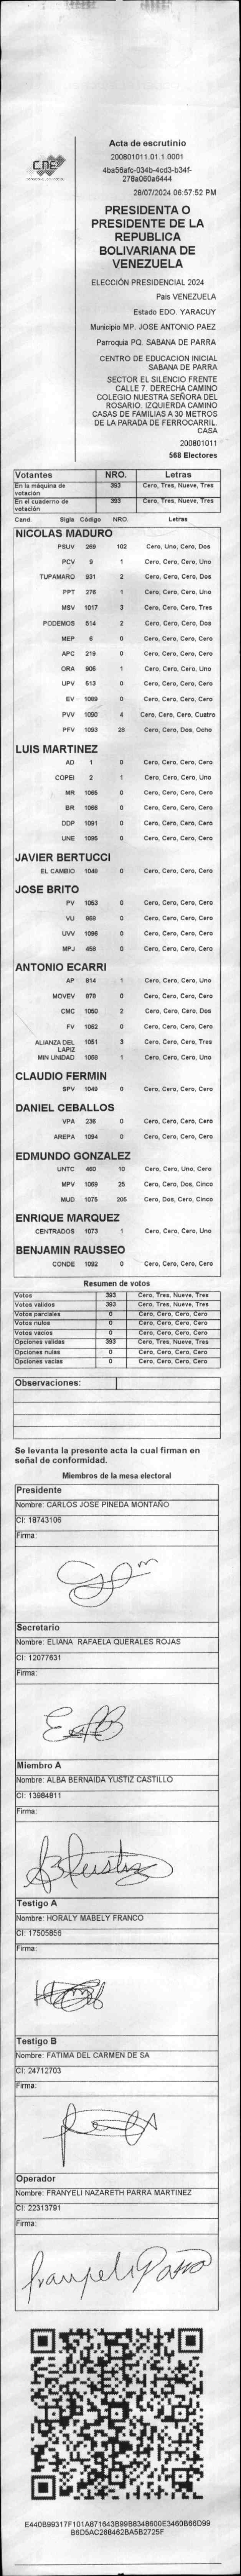 CNE
Acta de escrutinio
200801011.01.1.0001
4ba56afc-034b-4cd3-b34f-
278a060a6444
28/07/2024 06:57:52 PM
PRESIDENTA O
PRESIDENTE DE LA
REPUBLICA
BOLIVARIANA DE
VENEZUELA
ELECCIÓN PRESIDENCIAL 2024
Pais VENEZUELA
Estado EDO. YARACUY
Municipio MP. JOSE ANTONIO PAEZ
Parroquia PQ. SABANA DE PARRA
CENTRO DE EDUCACION INICIAL
SABANA DE PARRA
SECTOR EL SILENCIO FRENTE
CALLE 7. DERECHA CAMINO
COLEGIO NUESTRA SEÑORA DEL
ROSARIO. IZQUIERDA CAMINO
CASAS DE FAMILIAS A 30 METROS
DE LA PARADA DE FERROCARRIL.
CASA
200801011
568 Electores
Votantes NRO. Letras
En la máquina de votación 393 Cero, Tres, Nueve, Tres
En el cuaderno de votación 393 Cero, Tres, Nueve, Tres
Cand. Sigla Código NRO. Letras
NICOLAS MADURO
PSUV 269 102 Cero, Uno, Cero, Dos
PCV 9 1 Cero, Cero, Cero, Uno
TUPAMARO 931 2 Cero, Cero, Cero, Dos
PPT 276 1 Cero, Cero, Cero, Uno
MSV 1017 3 Cero, Cero, Cero, Tres
PODEMOS 514 2 Cero, Cero, Cero, Dos
MEP 6 0 Cero, Cero, Cero, Cero
APC 219 0 Cero, Cero, Cero, Cero
ORA 906 1 Cero, Cero, Cero, Uno
UPV 613 0 Cero, Cero, Cero, Cero
EV 1089 0 Cero, Cero, Cero, Cero
PVV 1090 4 Cero, Cero, Cero, Cuatro
PFV 1093 28 Cero, Cero, Dos, Ocho
LUIS MARTINEZ
AD 1 0 Cero, Cero, Cero, Cero
COPEI 2 1 Cero, Cero, Cero, Uno
MR 1065 0 Cero, Cero, Cero, Cero
BR 1066 0 Cero, Cero, Cero, Cero
DDP 1091 0 Cero, Cero, Cero, Cero
UNE 1095 0 Cero, Cero, Cero, Cero
JAVIER BERTUCCI
EL CAMBIO 1048 0 Cero, Cero, Cero, Cero
JOSE BRITO
PV 1053 0 Cero, Cero, Cero, Cero
VU 868 0 Cero, Cero, Cero, Cero
UVV 1096 0 Cero, Cero, Cero, Cero
MPJ 458 0 Cero, Cero, Cero, Cero
ANTONIO ECARRI
AP 814 1 Cero, Cero, Cero, Uno
MOVEV 878 0 Cero, Cero, Cero, Cero
CMC 1050 2 Cero, Cero, Cero, Dos
FV 1062 0 Cero, Cero, Cero, Cero
ALIANZA DEL LAPIZ 1051 3 Cero, Cero, Cero, Tres
MIN UNIDAD 1058 1 Cero, Cero, Cero, Uno
CLAUDIO FERMIN
SPV 1049 0 Cero, Cero, Cero, Cero
DANIEL CEBALLOS
VPA 236 0 Cero, Cero, Cero, Cero
AREPA 1094 0 Cero, Cero, Cero, Cero
EDMUNDO GONZALEZ
UNTC 460 10 Cero, Cero, Uno, Cero
MPV 1069 25 Cero, Cero, Dos, Cinco
MUD 1075 205 Cero, Dos, Cero, Cinco
ENRIQUE MARQUEZ
CENTRADOS 1073 1 Cero, Cero, Cero, Uno
BENJAMIN RAUSSEO
CONDE 1092 0 Cero, Cero, Cero, Cero
Resumen de votos
Votos 393 Cero, Tres, Nueve, Tres
Votos validos 393 Cero, Tres, Nueve, Tres
Votos parciales 0 Cero, Cero, Cero, Cero
Votos nulos 0 Cero, Cero, Cero, Cero
Votos vacios 0 Cero, Cero, Cero, Cero
Opciones validas 393 Cero, Tres, Nueve, Tres
Opciones nulas 0 Cero, Cero, Cero, Cero
Opciones vacias 0 Cero, Cero, Cero, Cero
Observaciones:
Se levanta la presente acta la cual firman en
señal de conformidad.
Miembros de la mesa electoral
Presidente
Nombre: CARLOS JOSE PINEDA MONTAÑO
CI: 18743106
Firma:
Secretario
Nombre: ELIANA RAFAELA QUERALES ROJAS
CI: 12077631
Firma:
Miembro A
Nombre: ALBA BERNAIDA YUSTIZ CASTILLO
CI: 13984811
Firma:
Testigo A
Nombre: HORALY MABELY FRANCO
CI: 17505856
Firma:
Testigo B
Nombre: FATIMA DEL CARMEN DE SA
CI: 24712703
Firma:
Operador
Nombre: FRANYELI NAZARETH PARRA MARTINEZ
CI: 22313791
Firma:
E440B99317F101A871643B99B834B600E3460B66D99
B6D5AC268462BA5B2725F